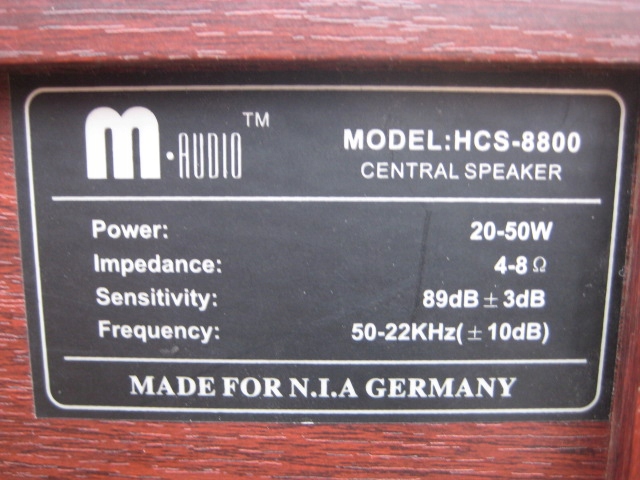 m·AUDIO™
MODEL:HCS-8800
CENTRAL SPEAKER
Power: 20-50W
Impedance: 4-8Ω
Sensitivity: 89dB±3dB
Frequency: 50-22KHz(±10dB)
MADE FOR N.I.A GERMANY